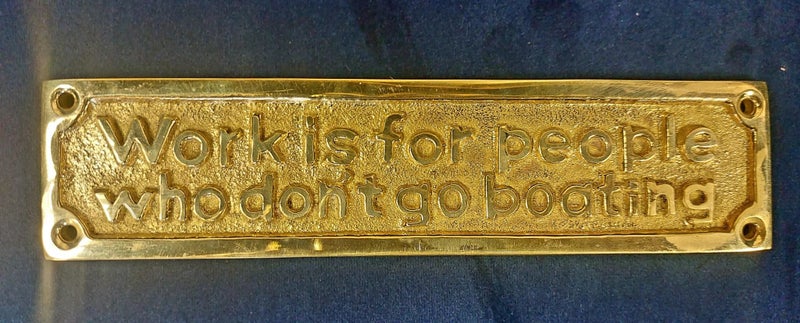 Work is for people
who don't go boating